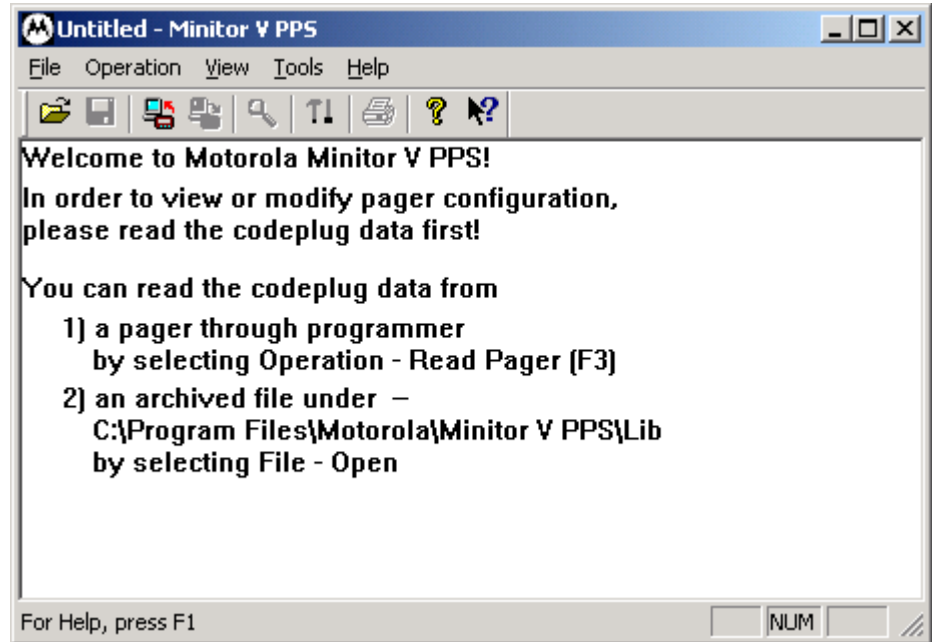 Untitled - Minitor V PPS
File Operation View Tools Help
Welcome to Motorola Minitor V PPS!
In order to view or modify pager configuration,
please read the codeplug data first!
You can read the codeplug data from
1) a pager through programmer
by selecting Operation - Read Pager (F3)
2) an archived file under –
C:\Program Files\Motorola\Minitor V PPS\Lib
by selecting File - Open
For Help, press F1 NUM